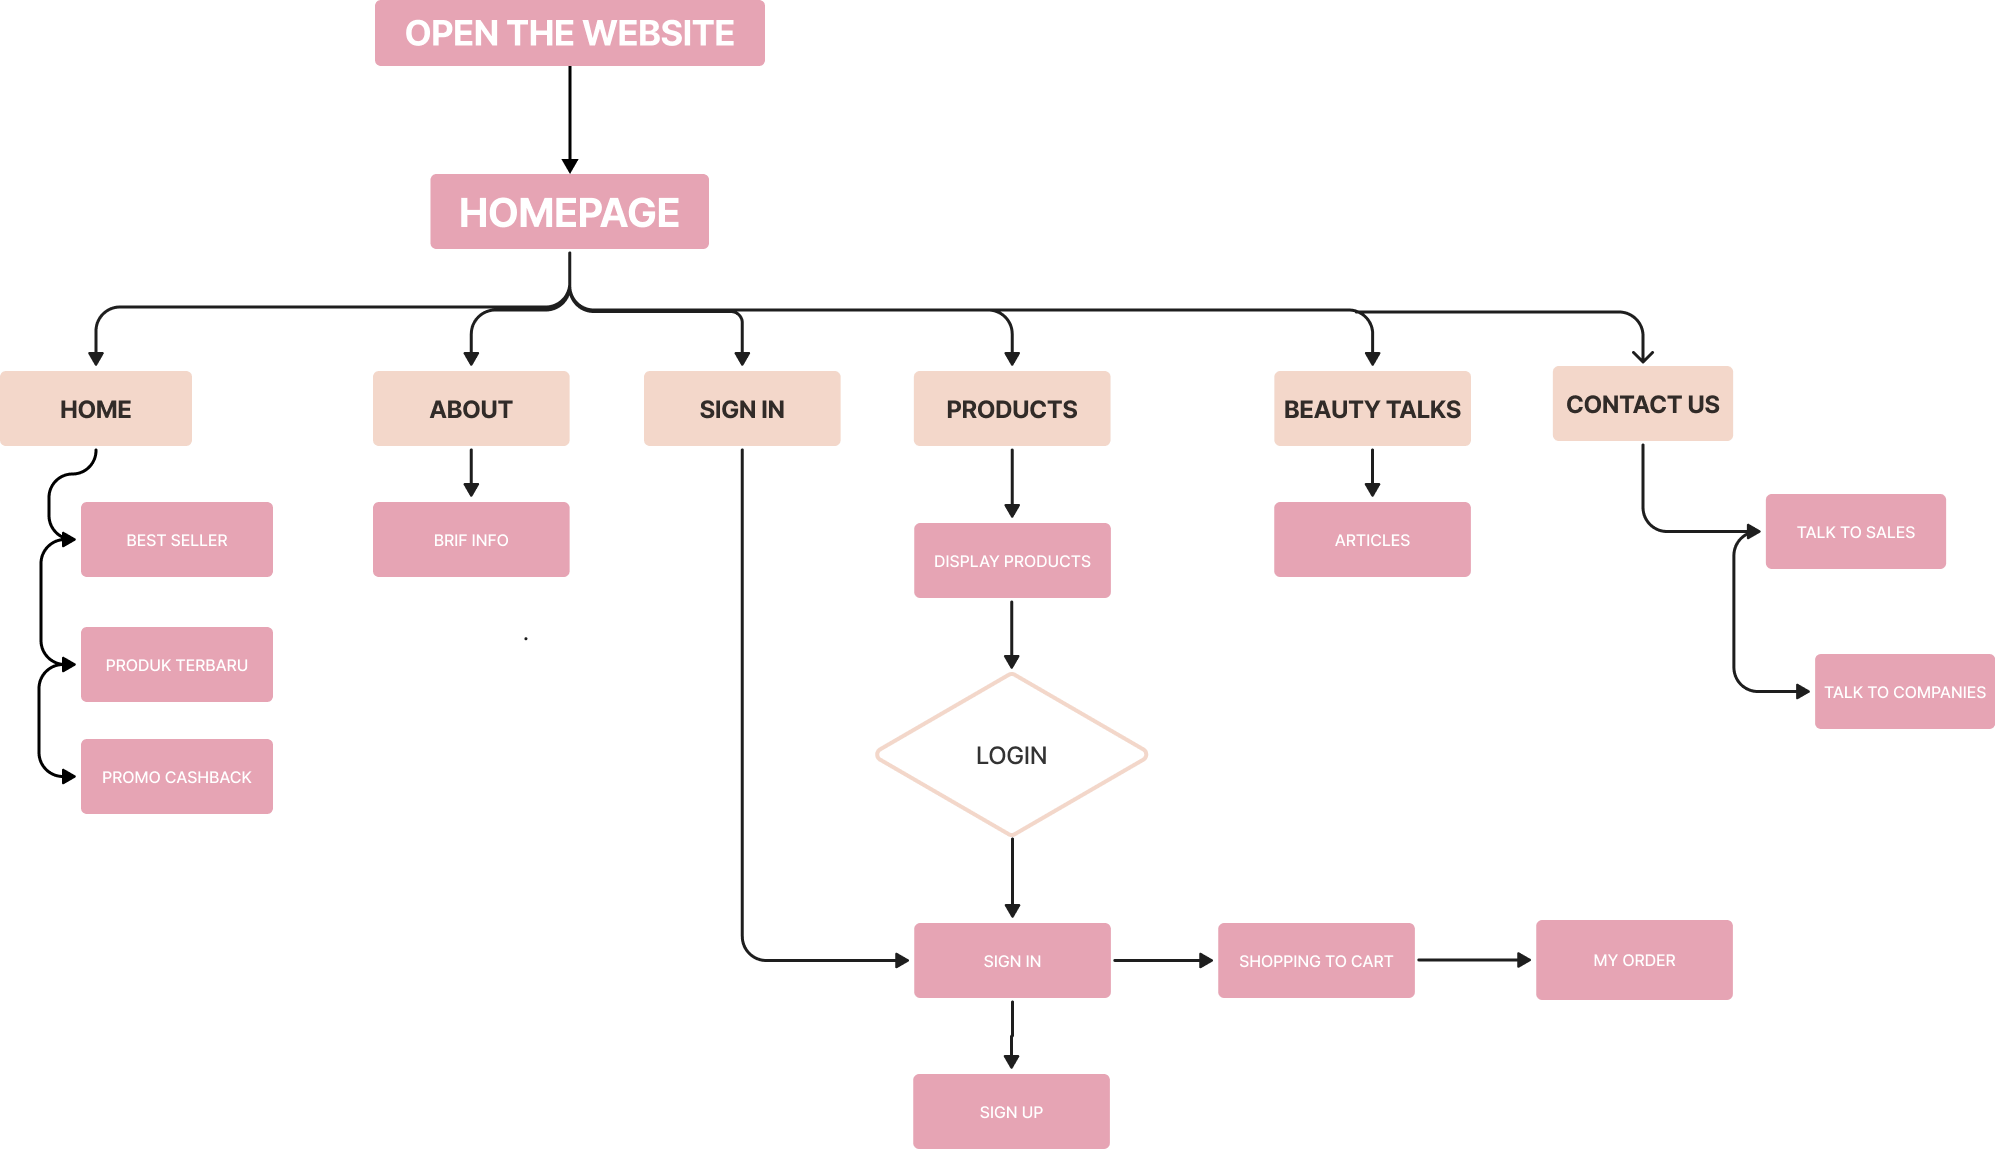 OPEN THE WEBSITE
HOMEPAGE
HOME
ABOUT
SIGN IN
PRODUCTS
BEAUTY TALKS
CONTACT US
BEST SELLER
BRIF INFO
DISPLAY PRODUCTS
ARTICLES
TALK TO SALES
PRODUK TERBARU
TALK TO COMPANIES
LOGIN
PROMO CASHBACK
SIGN IN
SHOPPING TO CART
MY ORDER
SIGN UP